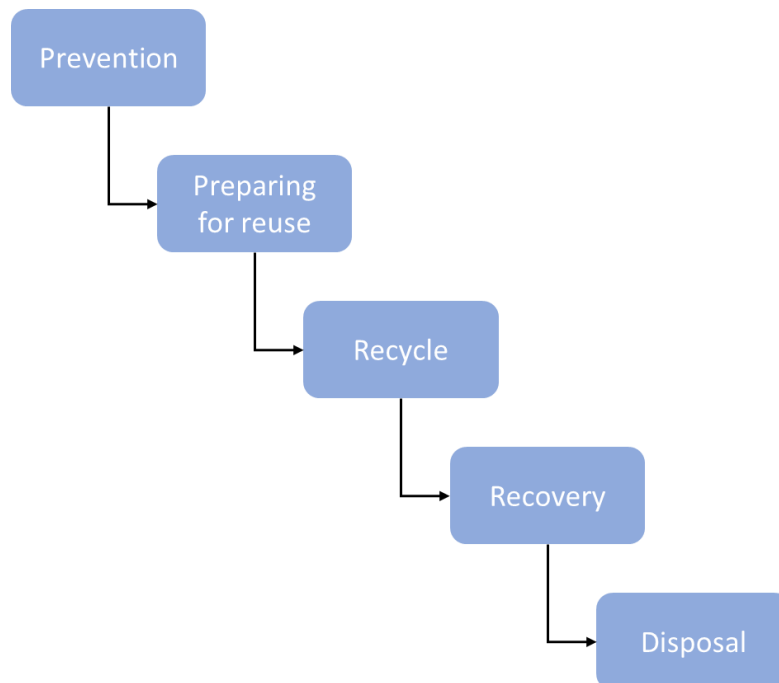 Prevention
Preparing
for reuse
Recycle
Recovery
Disposal